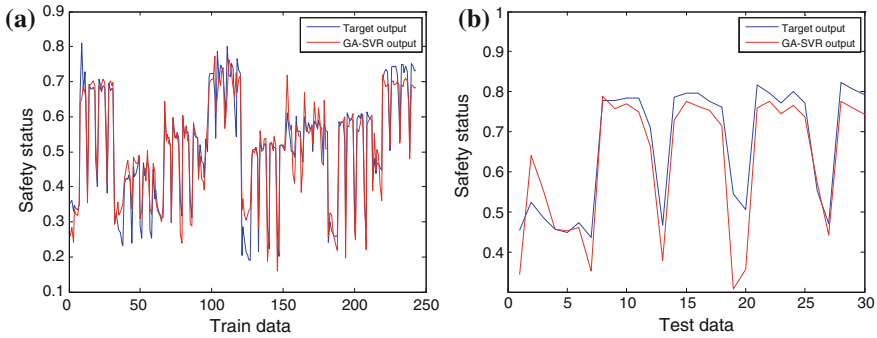 (a)
0.9
0.8
0.7
0.6
0.5
0.4
0.3
0.2
0.1
Safety status
Target output
GA-SVR output
0
50
100
150
200
250
Train data
(b)
1
0.9
0.8
0.7
0.6
0.5
0.4
Safety status
Target output
GA-SVR output
0
5
10
15
20
25
30
Test data